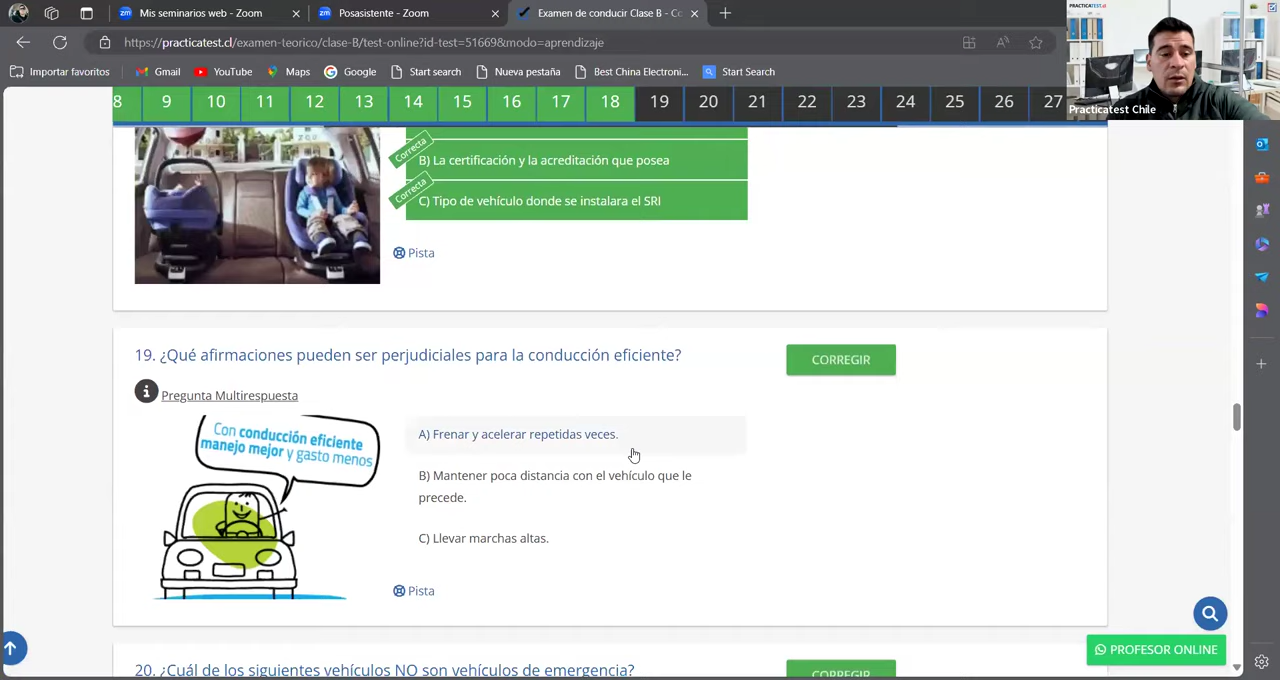 Mis seminarios web - Zoom
Posasistente - Zoom
Examen de conducir Clase B - Cc
https://practicatest.cl/examen-teorico/clase-B/test-online?id-test=51669&modo=aprendizaje
Importar favoritos
Gmail
YouTube
Maps
Google
Start search
Nueva pestaña
Best China Electroni...
Start Search
PRACTICATEST.cl
Practicatest Chile
8 9 10 11 12 13 14 15 16 17 18 19 20 21 22 23 24 25 26 27
Correcta
B) La certificación y la acreditación que posea
Correcta
C) Tipo de vehículo donde se instalara el SRI
Pista
19. ¿Qué afirmaciones pueden ser perjudiciales para la conducción eficiente?
CORREGIR
Pregunta Multirespuesta
Con conducción eficiente
manejo mejor y gasto menos
A) Frenar y acelerar repetidas veces.
B) Mantener poca distancia con el vehículo que le
precede.
C) Llevar marchas altas.
Pista
PROFESOR ONLINE
20. ¿Cuál de los siguientes vehículos NO son vehículos de emergencia?
CORREGIR